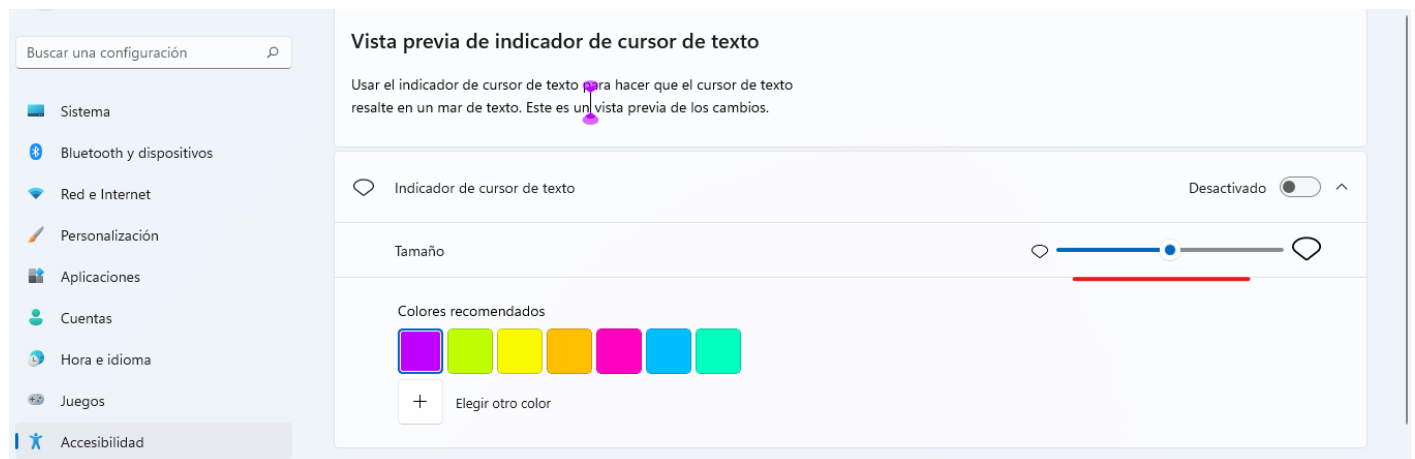 Buscar una configuración
Sistema
Bluetooth y dispositivos
Red e Internet
Personalización
Aplicaciones
Cuentas
Hora e idioma
Juegos
Accesibilidad
Vista previa de indicador de cursor de texto
Usar el indicador de cursor de texto para hacer que el cursor de texto
resalte en un mar de texto. Este es un vista previa de los cambios.
Indicador de cursor de texto
Desactivado
Tamaño
Colores recomendados
Elegir otro color